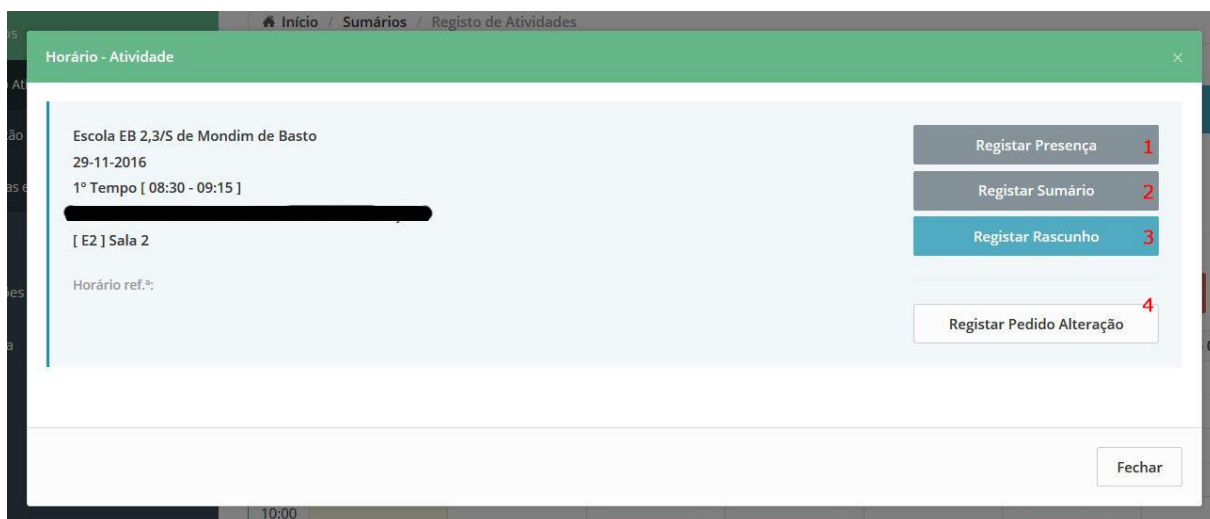 Início / Sumários / Registo de Atividades
Horário - Atividade
×
Escola EB 2,3/S de Mondim de Basto
29-11-2016
1º Tempo [ 08:30 - 09:15 ]
[ E2 ] Sala 2
Horário ref.ª:
Registar Presença 1
Registar Sumário 2
Registar Rascunho 3
4
Registar Pedido Alteração
Fechar
10:00